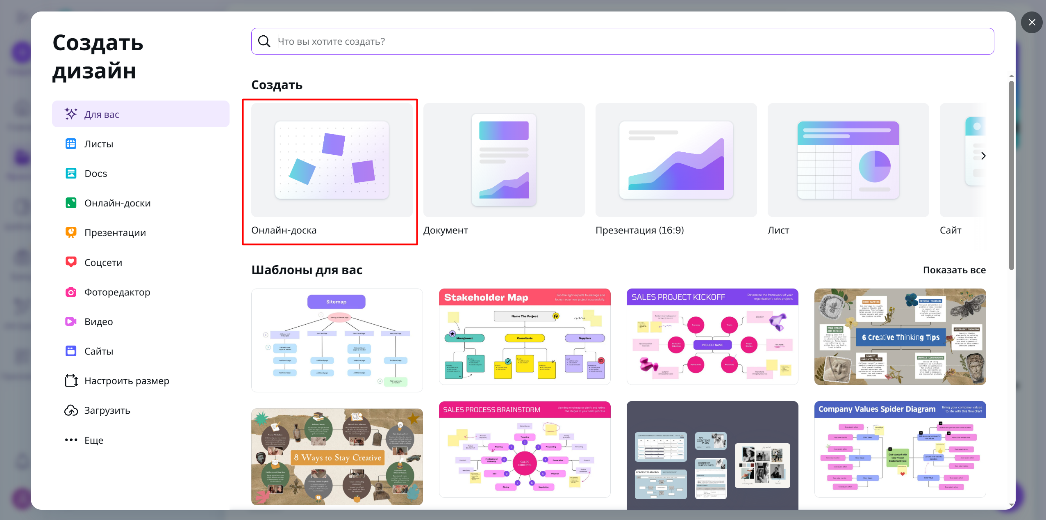 Создать
дизайн
Что вы хотите создать?
Для вас
Листы
Docs
Онлайн-доски
Презентации
Соцсети
Фоторедактор
Видео
Сайты
Настроить размер
Загрузить
Еще
Создать
Онлайн-доска
Документ
Презентация (16:9)
Лист
Сайт
Шаблоны для вас
Показать все
Sitemap
Stakeholder Map
SALES PROJECT KICKOFF
6 Creative Thinking Tips
8 Ways to Stay Creative
SALES PROCESS BRAINSTORM
Company Values Spider Diagram